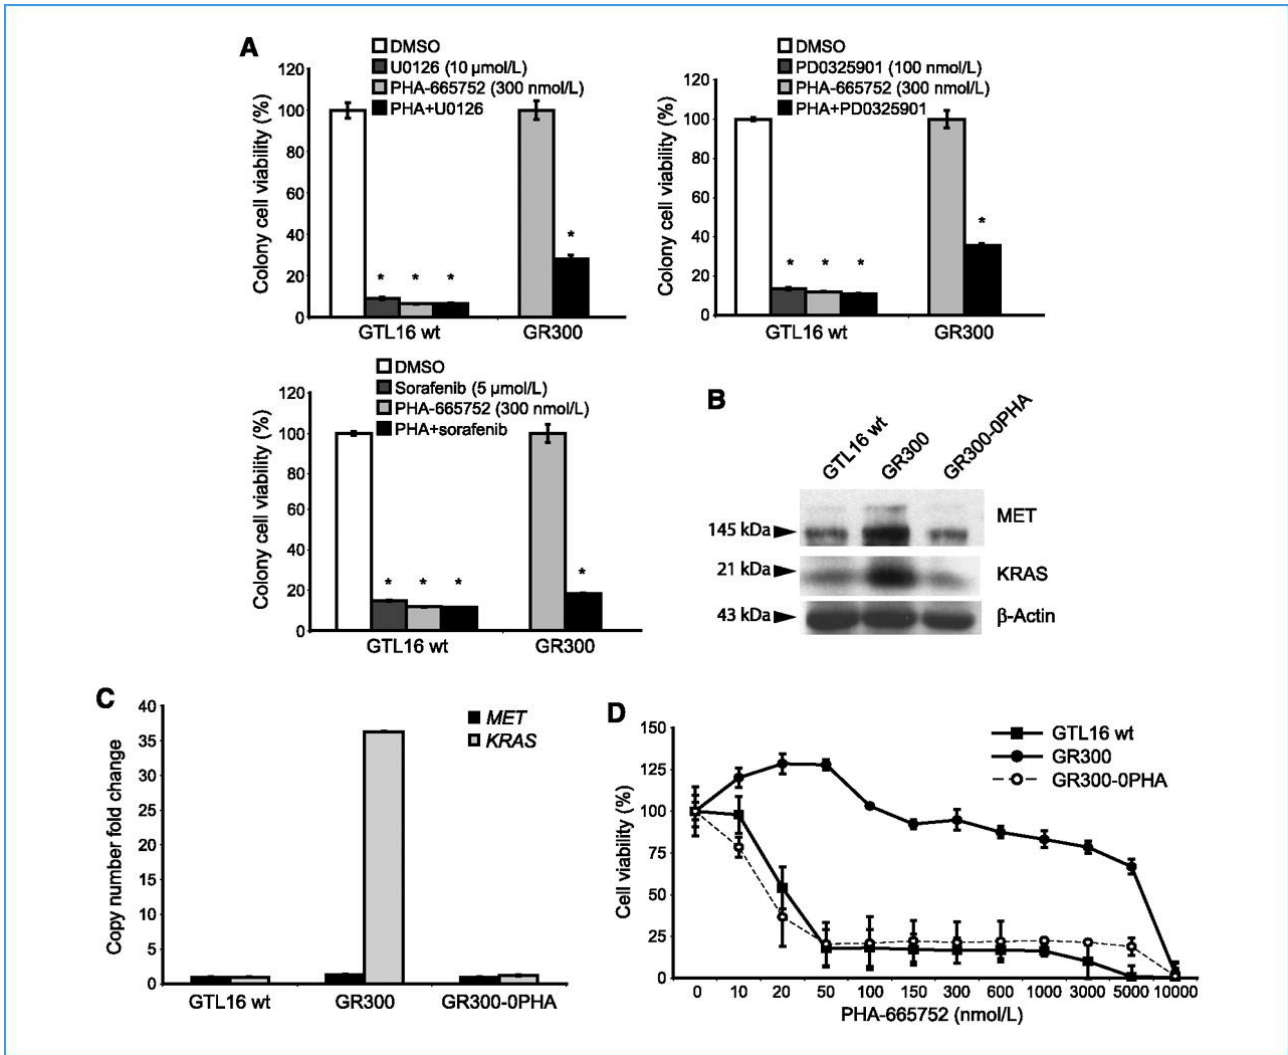 A
DMSO
U0126 (10 µmol/L)
PHA-665752 (300 nmol/L)
PHA+U0126
Colony cell viability (%)
120
100
80
60
40
20
0
* * *
*
GTL16 wt
GR300
DMSO
PD0325901 (100 nmol/L)
PHA-665752 (300 nmol/L)
PHA+PD0325901
Colony cell viability (%)
120
100
80
60
40
20
0
* * *
*
GTL16 wt
GR300
DMSO
Sorafenib (5 µmol/L)
PHA-665752 (300 nmol/L)
PHA+sorafenib
Colony cell viability (%)
120
100
80
60
40
20
0
* * *
*
GTL16 wt
GR300
B
GTL16 wt
GR300
GR300-0PHA
145 kDa
MET
21 kDa
KRAS
43 kDa
β-Actin
C
MET
KRAS
Copy number fold change
40
35
30
25
20
15
10
5
0
GTL16 wt
GR300
GR300-0PHA
D
GTL16 wt
GR300
GR300-0PHA
Cell viability (%)
150
125
100
75
50
25
0
0 10 20 50 100 150 300 600 1000 3000 5000 10000
PHA-665752 (nmol/L)